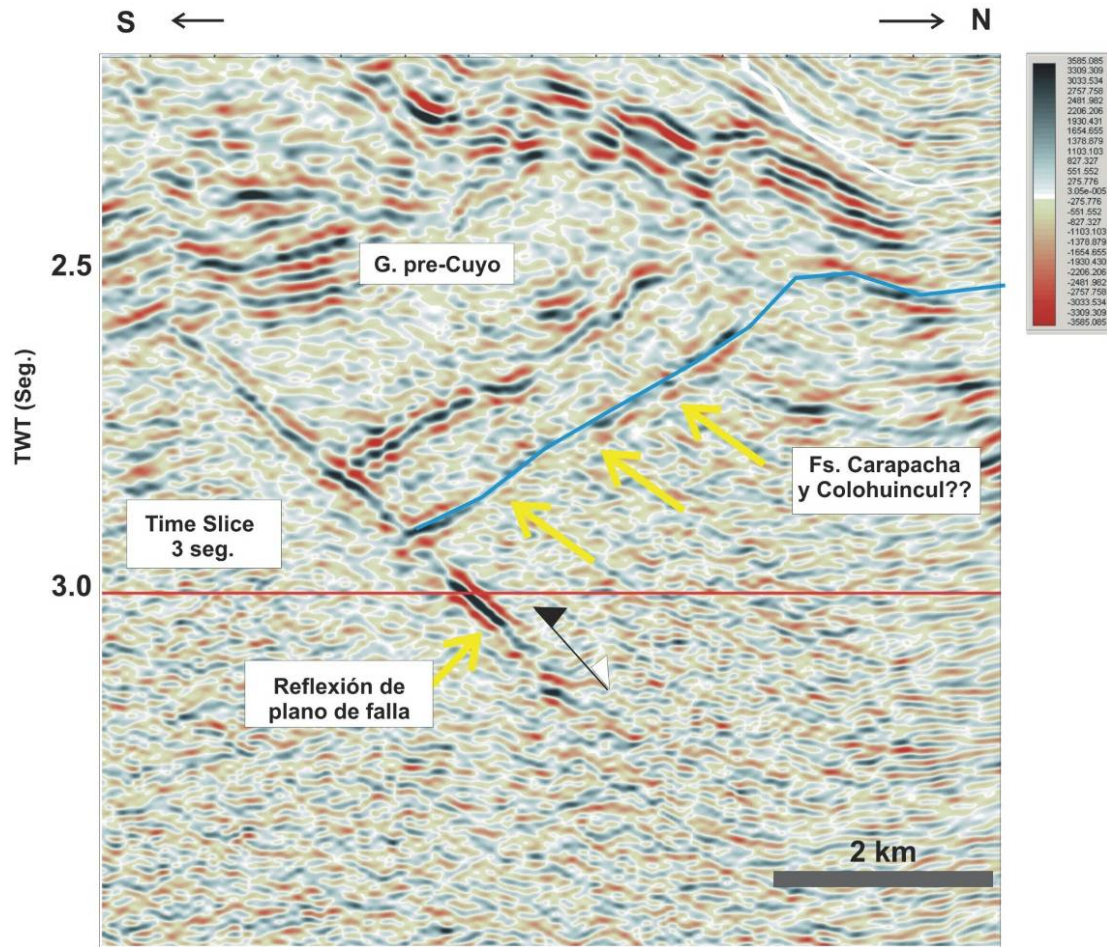 S
N
3585.085
3309.309
3033.534
2757.758
2481.982
2206.206
1930.431
1654.655
1378.879
1103.103
827.327
551.552
275.776
3.05e-005
-275.776
-551.552
-827.327
-1103.103
-1378.879
-1654.655
-1930.430
-2206.206
-2481.982
-2757.758
-3033.534
-3309.309
-3585.085
2.5
G. pre-Cuyo
TWT (Seg.)
Fs. Carapacha
y Colohuincul??
Time Slice
3 seg.
3.0
Reflexión de
plano de falla
2 km